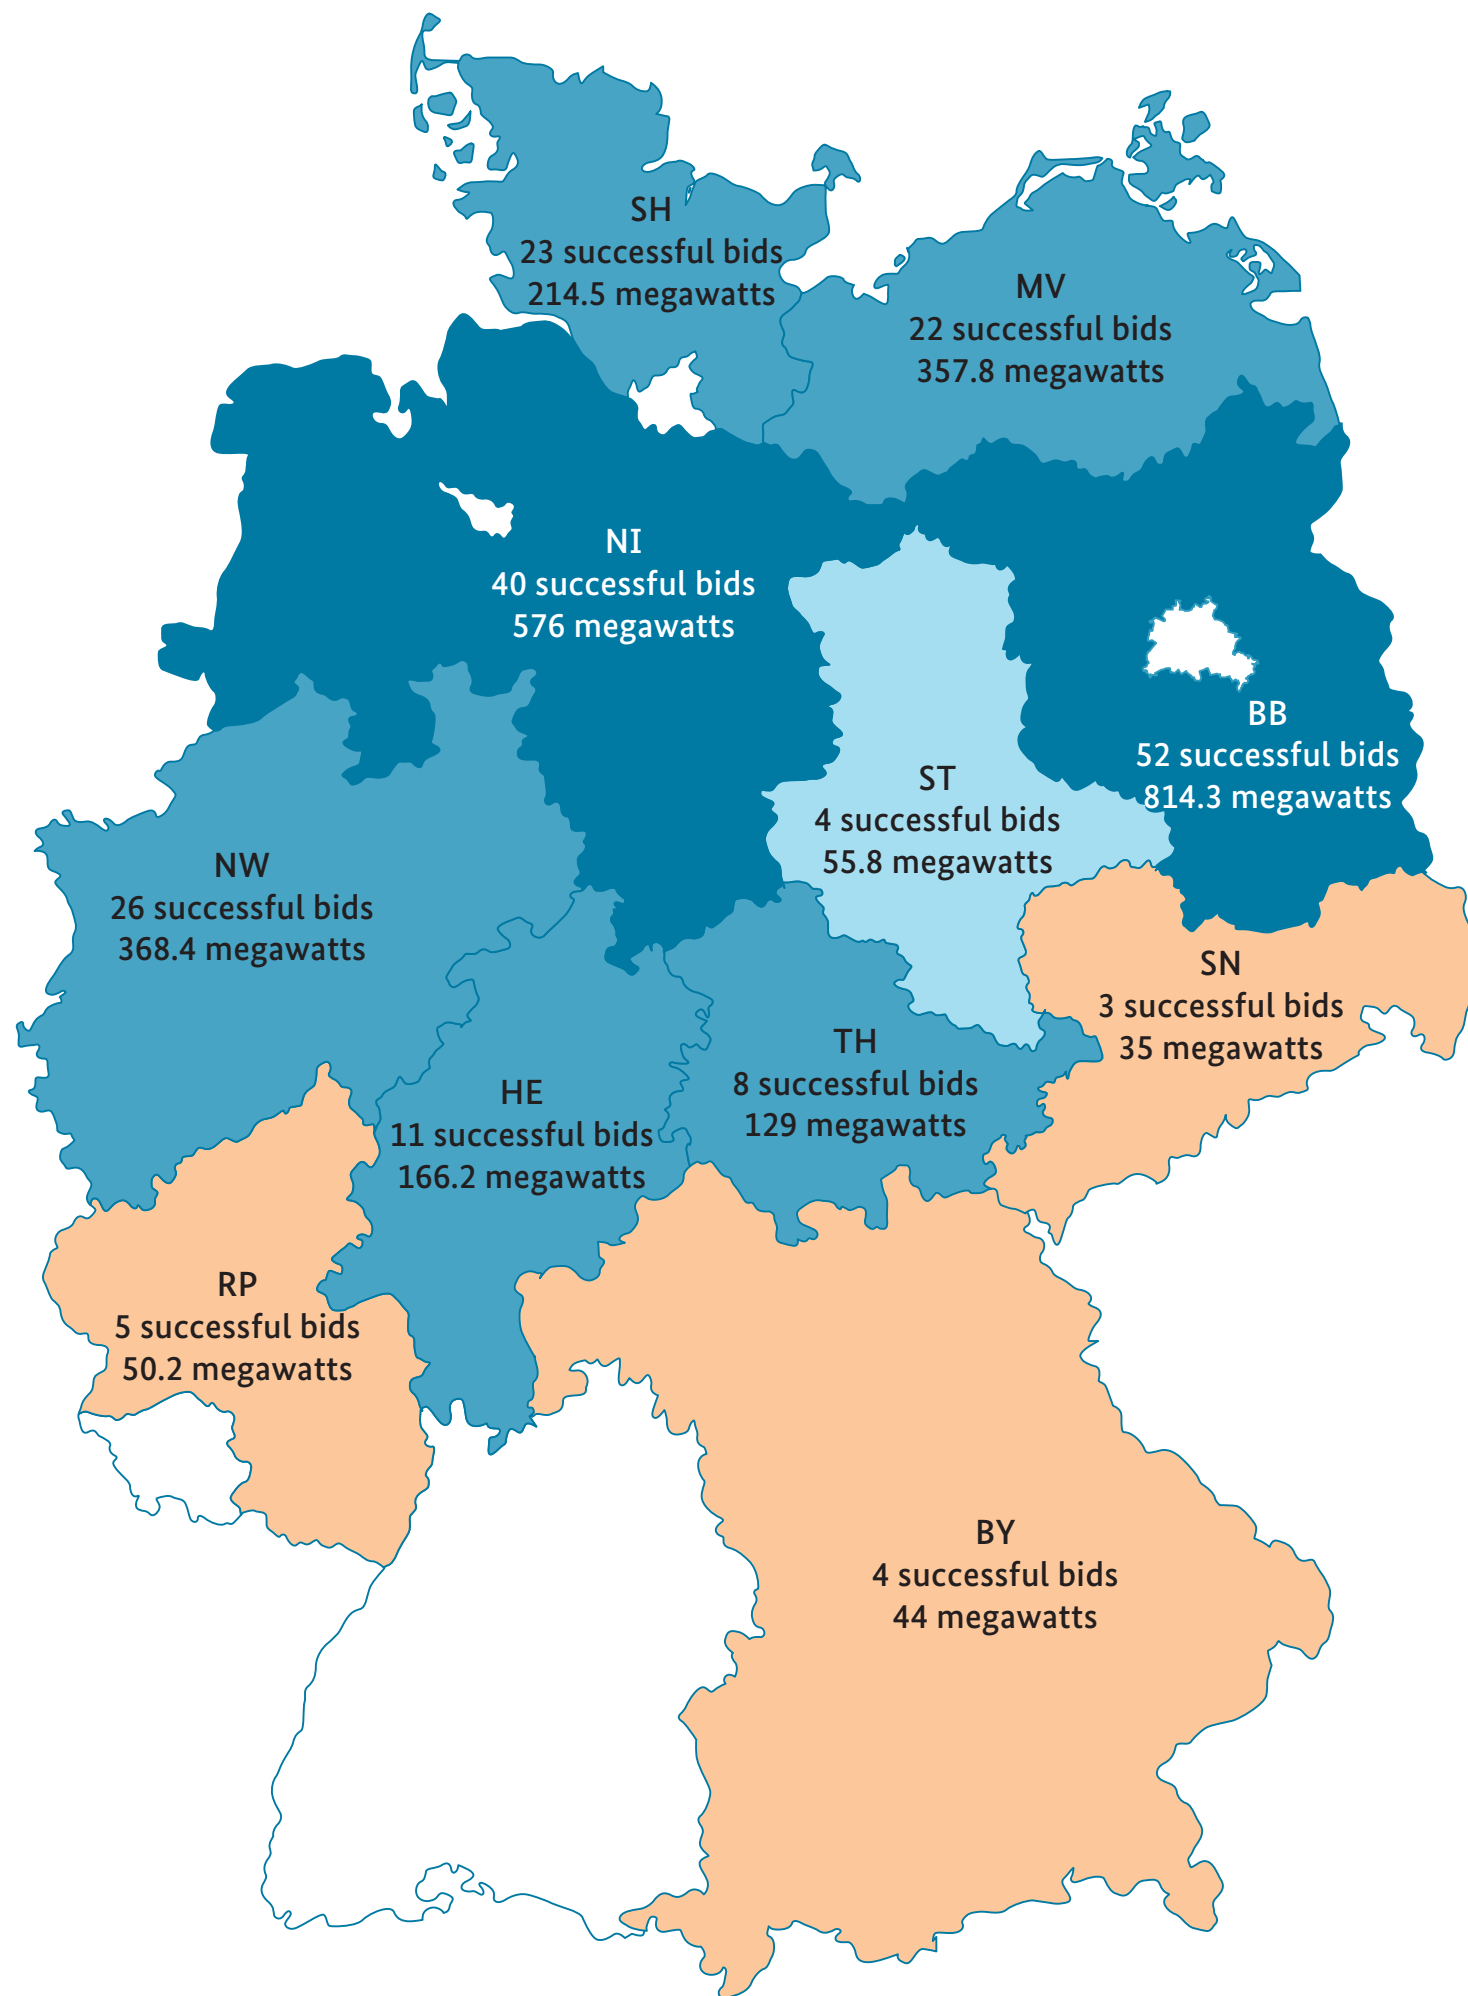 SH
23 successful bids
214.5 megawatts
MV
22 successful bids
357.8 megawatts
NI
40 successful bids
576 megawatts
BB
52 successful bids
814.3 megawatts
ST
4 successful bids
55.8 megawatts
NW
26 successful bids
368.4 megawatts
SN
3 successful bids
35 megawatts
TH
8 successful bids
129 megawatts
HE
11 successful bids
166.2 megawatts
RP
5 successful bids
50.2 megawatts
BY
4 successful bids
44 megawatts